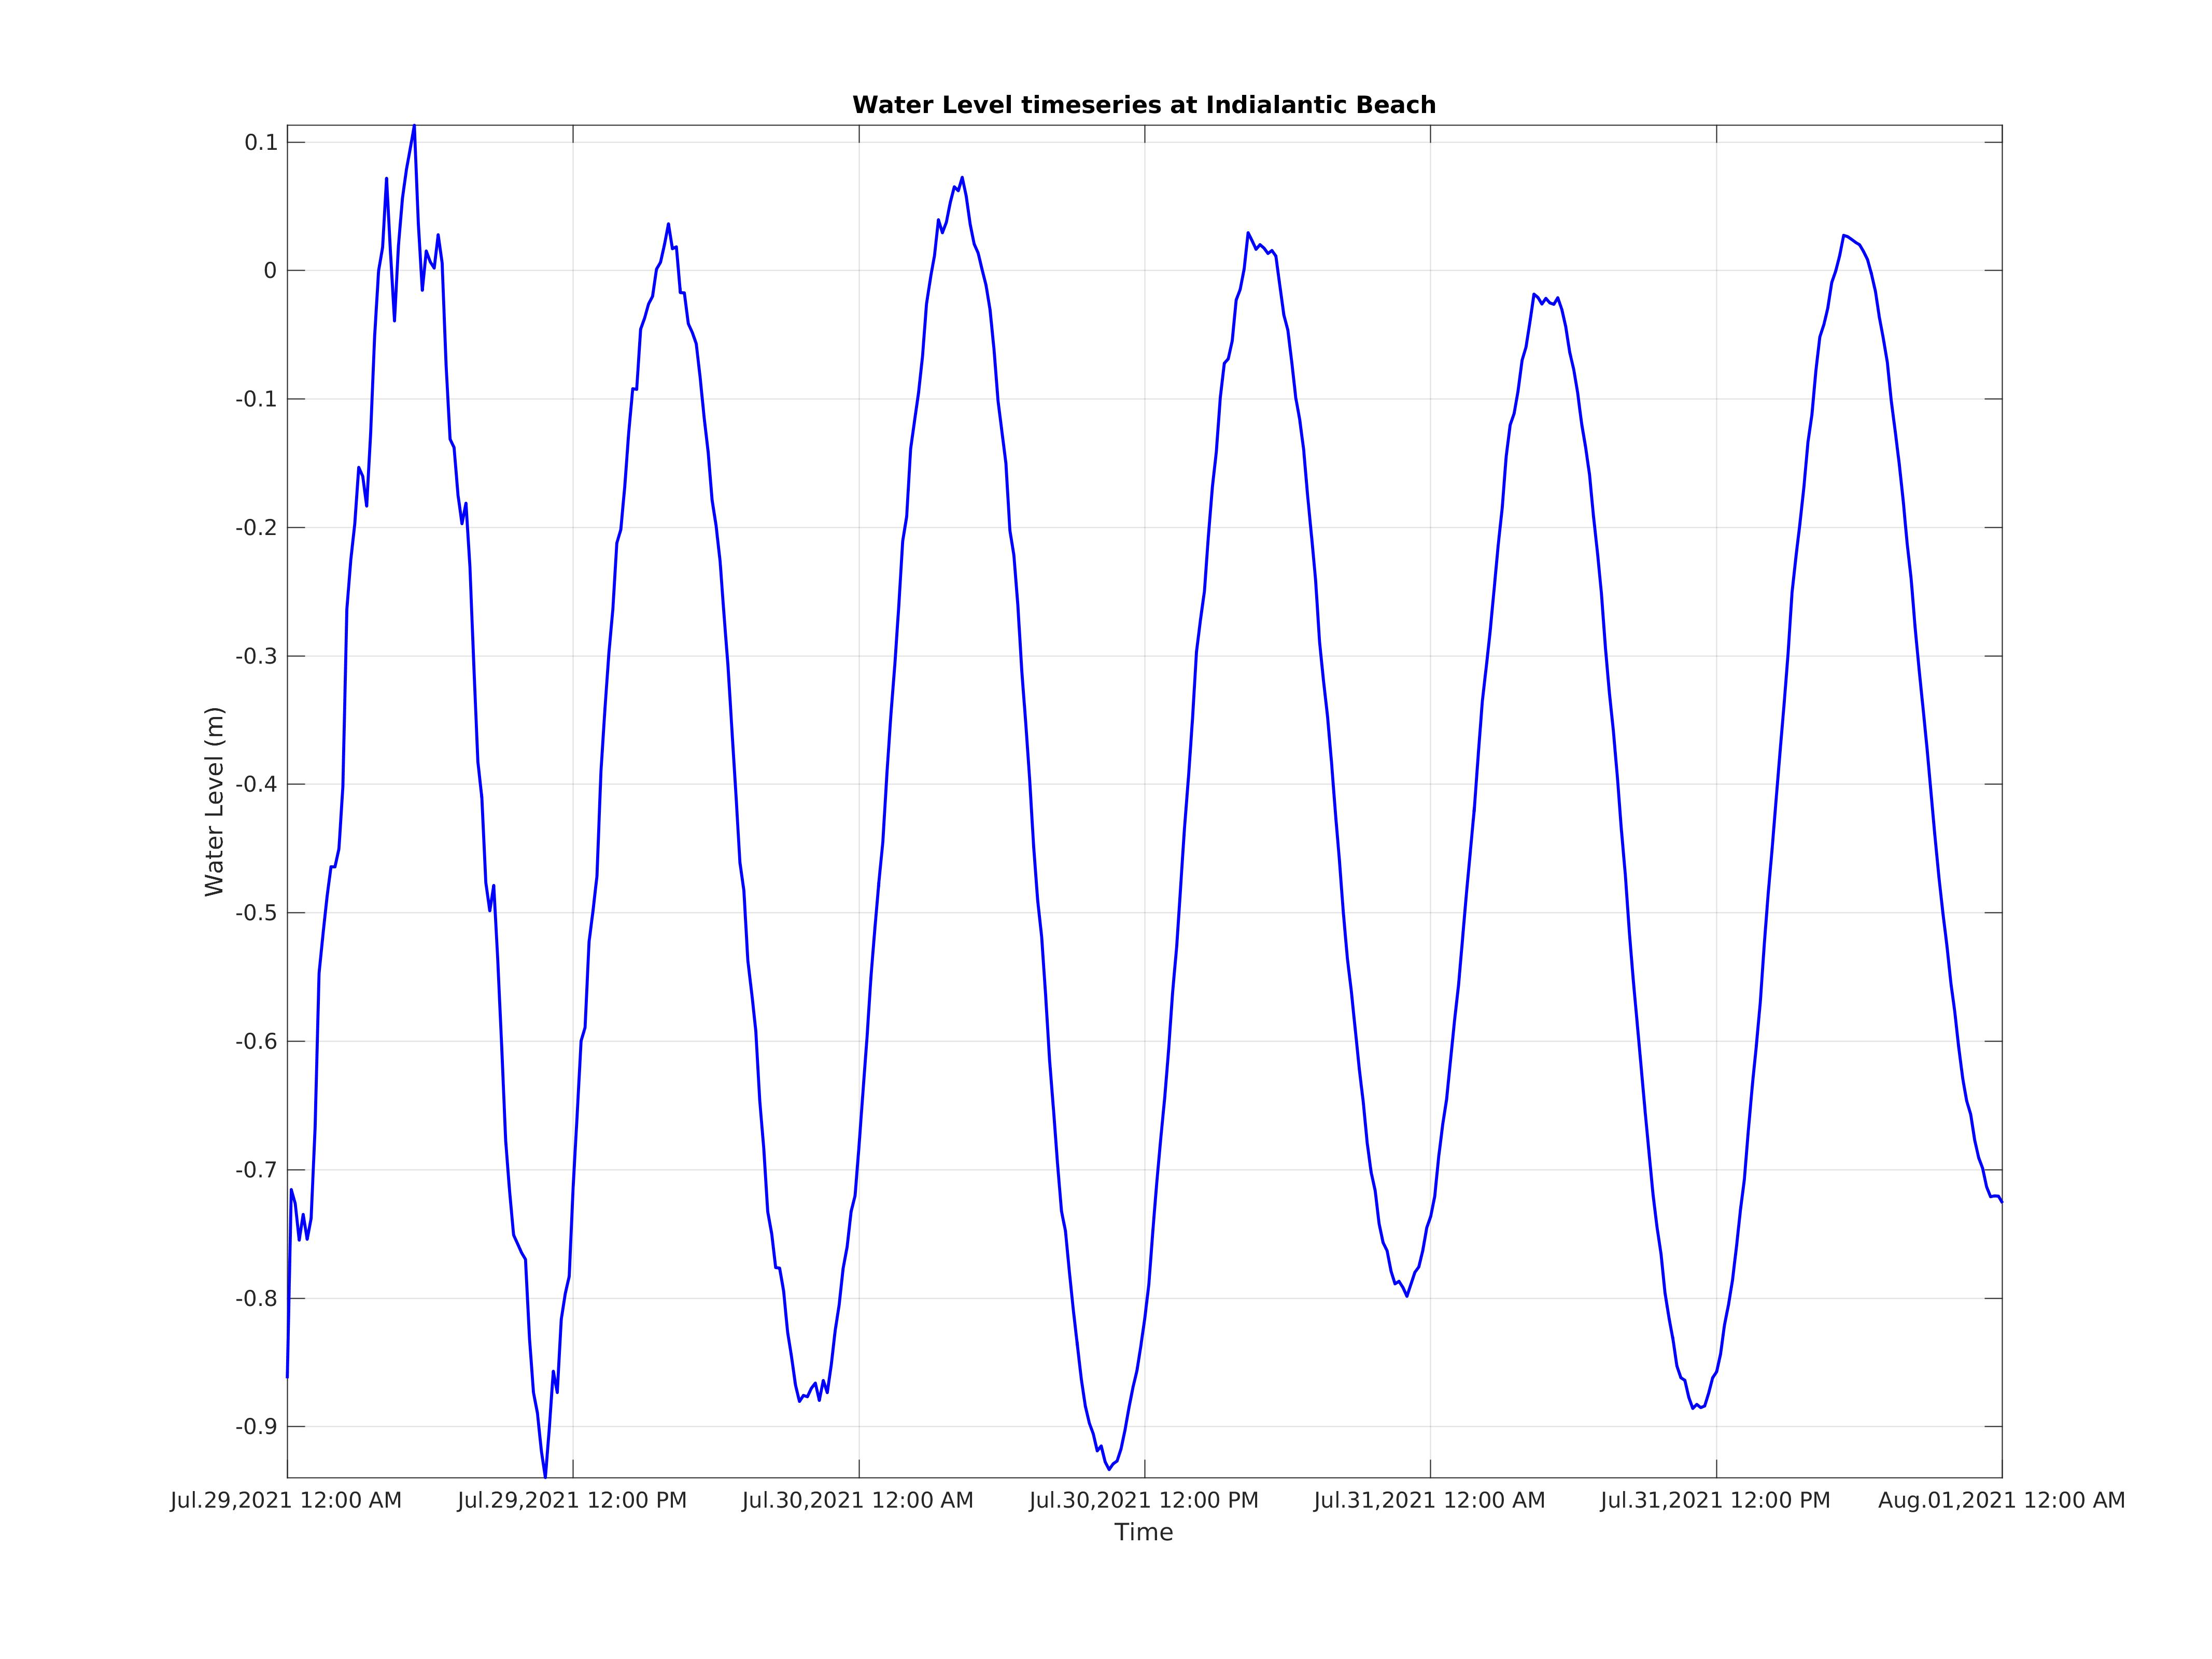 Water Level timeseries at Indialantic Beach
0.1
0
-0.1
-0.2
-0.3
-0.4
-0.5
-0.6
-0.7
-0.8
-0.9
Water Level (m)
Jul.29,2021 12:00 AM Jul.29,2021 12:00 PM Jul.30,2021 12:00 AM Jul.30,2021 12:00 PM Jul.31,2021 12:00 AM Jul.31,2021 12:00 PM Aug.01,2021 12:00 AM
Time